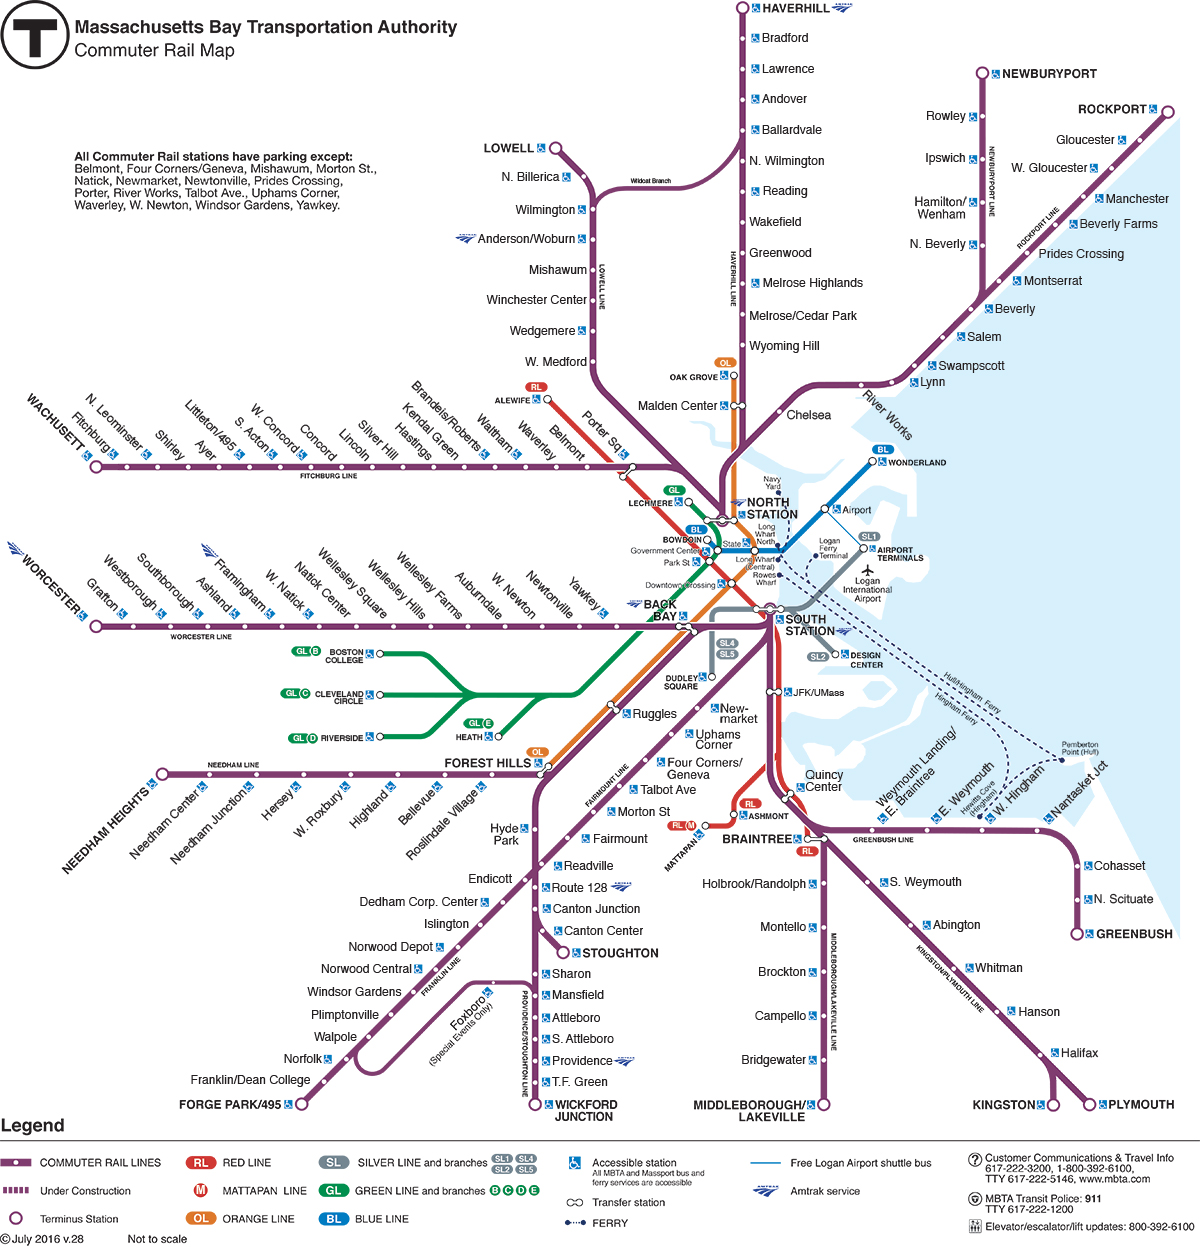 T
Massachusetts Bay Transportation Authority
Commuter Rail Map
All Commuter Rail stations have parking except:
Belmont, Four Corners/Geneva, Mishawum, Morton St.,
Natick, Newmarket, Newtonville, Prides Crossing,
Porter, River Works, Talbot Ave., Uphams Corner,
Waverley, W. Newton, Windsor Gardens, Yawkey.
HAVERHILL
Bradford
Lawrence
Andover
Ballardvale
N. Wilmington
Reading
Wakefield
Greenwood
Melrose Highlands
Melrose/Cedar Park
Wyoming Hill
HAVERHILL LINE
OL
OAK GROVE
Malden Center
Wildcat Branch
LOWELL
N. Billerica
Wilmington
Anderson/Woburn
Mishawum
Winchester Center
Wedgemere
W. Medford
LOWELL LINE
NEWBURYPORT
Rowley
Ipswich
Hamilton/
Wenham
N. Beverly
NEWBURYPORT LINE
ROCKPORT
Gloucester
W. Gloucester
Manchester
Beverly Farms
Prides Crossing
Montserrat
Beverly
Salem
Swampscott
Lynn
River Works
Chelsea
ROCKPORT LINE
WACHUSETT
Fitchburg
N. Leominster
Shirley
Ayer
Littleton/495
S. Acton
W. Concord
Concord
Lincoln
Silver Hill
Hastings
Kendal Green
Brandeis/Roberts
Waltham
Waverley
Belmont
Porter Sq.
FITCHBURG LINE
RL
ALEWIFE
GL
LECHMERE
BL
BOWDOIN
Government Center
Park St
State
Downtown Crossing
NORTH
STATION
Navy
Yard
Long
Wharf
North
Long Wharf
(Central)
Rowes
Wharf
Logan
Ferry
Terminal
BL
WONDERLAND
Airport
SL1
AIRPORT
TERMINALS
Logan
International
Airport
WORCESTER
Grafton
Westborough
Southborough
Ashland
Framingham
W. Natick
Natick Center
Wellesley Square
Wellesley Hills
Wellesley Farms
Auburndale
W. Newton
Newtonville
Yawkey
WORCESTER LINE
BACK
BAY
SOUTH
STATION
SL4
SL5
SL2
DESIGN
CENTER
DUDLEY
SQUARE
GL B
BOSTON
COLLEGE
GL C
CLEVELAND
CIRCLE
GL D
RIVERSIDE
GL E
HEATH
OL
FOREST HILLS
Ruggles
NEEDHAM LINE
NEEDHAM HEIGHTS
Needham Center
Needham Junction
Hersey
W. Roxbury
Highland
Bellevue
Roslindale Village
New-
market
Uphams
Corner
Four Corners/
Geneva
Talbot Ave
Morton St
Fairmount
FAIRMOUNT LINE
JFK/UMass
Quincy
Center
RL
ASHMONT
RL M
MATTAPAN
BRAINTREE
RL
Hull/Hingham Ferry
Hingham Ferry
Pemberton
Point (Hull)
Hewitts Cove
(Hingham)
Weymouth Landing/
E. Braintree
E. Weymouth
W. Hingham
Nantasket Jct
Cohasset
N. Scituate
GREENBUSH
GREENBUSH LINE
Hyde
Park
Readville
Route 128
Canton Junction
Canton Center
STOUGHTON
Sharon
Mansfield
Attleboro
S. Attleboro
Providence
T.F. Green
WICKFORD
JUNCTION
PROVIDENCE/STOUGHTON LINE
Endicott
Dedham Corp. Center
Islington
Norwood Depot
Norwood Central
Windsor Gardens
Plimptonville
Walpole
Norfolk
Franklin/Dean College
FORGE PARK/495
FRANKLIN LINE
Foxboro
(Special Events Only)
Holbrook/Randolph
Montello
Brockton
Campello
Bridgewater
MIDDLEBOROUGH/
LAKEVILLE
MIDDLEBOROUGH/LAKEVILLE LINE
S. Weymouth
Abington
Whitman
Hanson
Halifax
KINGSTON
PLYMOUTH
KINGSTON/PLYMOUTH LINE
Legend
COMMUTER RAIL LINES
Under Construction
Terminus Station
RL RED LINE
M MATTAPAN LINE
OL ORANGE LINE
SL SILVER LINE and branches SL1 SL4 SL2 SL5
GL GREEN LINE and branches B C D E
BL BLUE LINE
Accessible station
All MBTA and Massport bus and
ferry services are accessible
Transfer station
FERRY
Free Logan Airport shuttle bus
Amtrak service
Customer Communications & Travel Info
617-222-3200, 1-800-392-6100,
TTY 617-222-5146, www.mbta.com
MBTA Transit Police: 911
TTY 617-222-1200
Elevator/escalator/lift updates: 800-392-6100
©July 2016 v.28
Not to scale